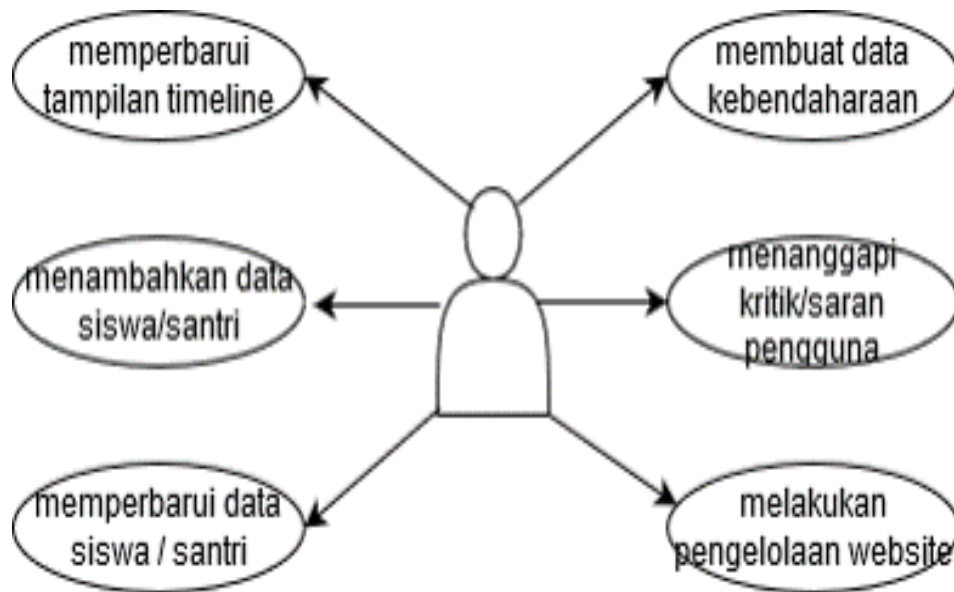 memperbarui
tampilan timeline
membuat data
kebendaharaan
menambahkan data
siswa/santri
menanggapi
kritik/saran
pengguna
memperbarui data
siswa / santri
melakukan
pengelolaan website